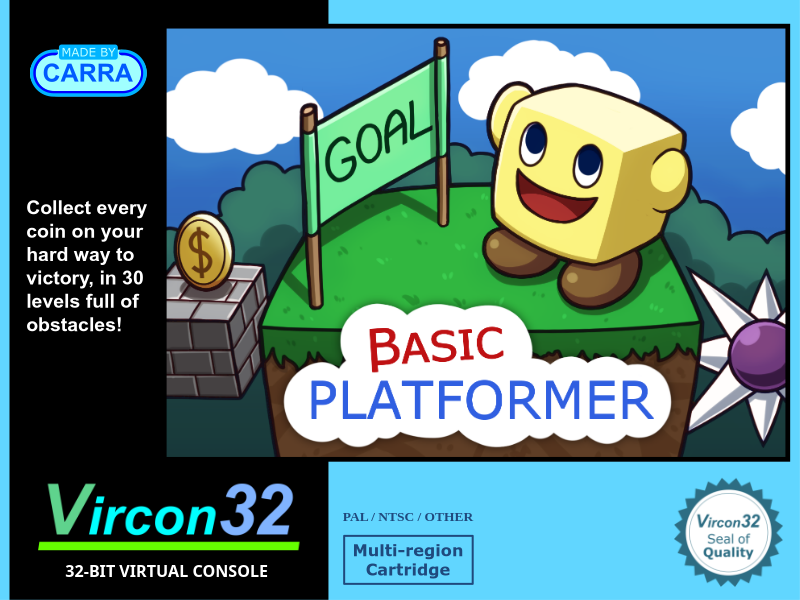 MADE BY
CARRA
Collect every
coin on your
hard way to
victory, in 30
levels full of
obstacles!
GOAL
$
BASIC
PLATFORMER
Vircon32
32-BIT VIRTUAL CONSOLE
PAL / NTSC / OTHER
Multi-region
Cartridge
Vircon32
Seal of
Quality